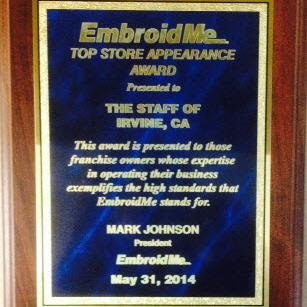 EmbroidMe
TOP STORE APPEARANCE
AWARD
Presented to
THE STAFF OF
IRVINE, CA
This award is presented to those
franchise owners whose expertise
in operating their business
exemplifies the high standards that
EmbroidMe stands for.
MARK JOHNSON
President
EmbroidMe
May 31, 2014